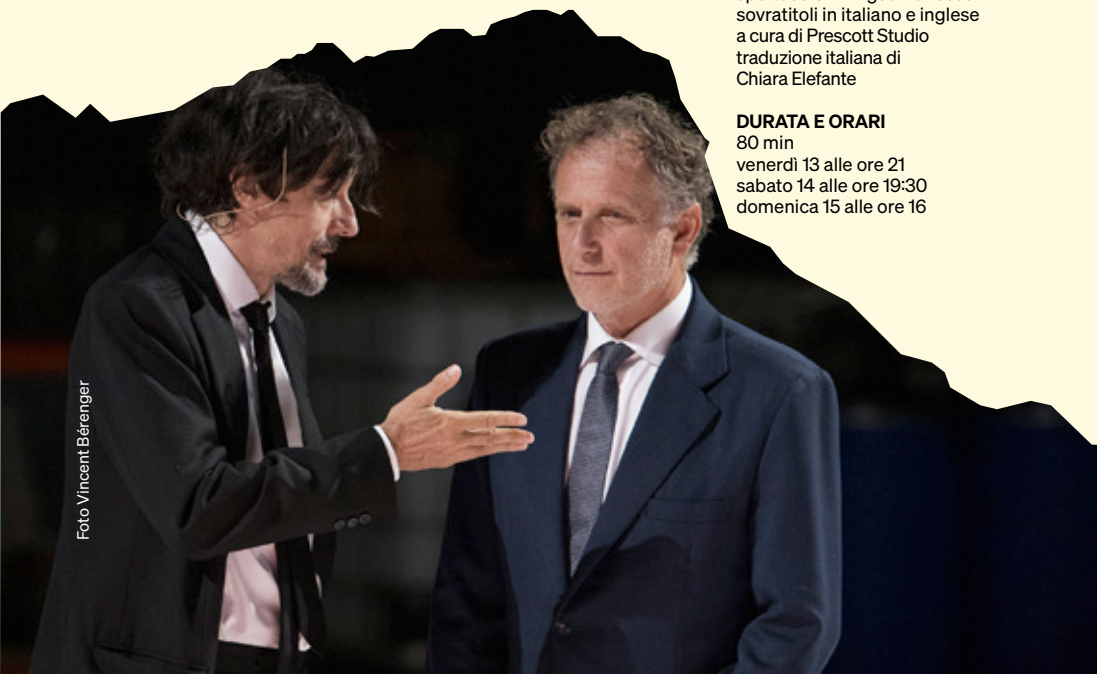 sovratitoli in italiano e inglese
a cura di Prescott Studio
traduzione italiana di
Chiara Elefante
DURATA E ORARI
80 min
venerdì 13 alle ore 21
sabato 14 alle ore 19:30
domenica 15 alle ore 16
Foto Vincent Bérenger